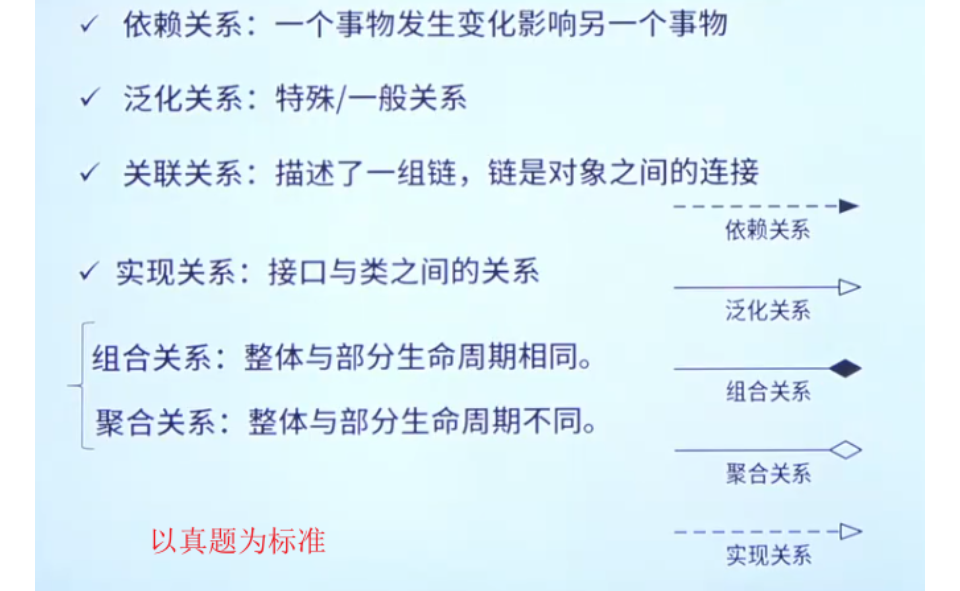 ✓ 依赖关系：一个事物发生变化影响另一个事物
✓ 泛化关系：特殊/一般关系
✓ 关联关系：描述了一组链，链是对象之间的连接
依赖关系
✓ 实现关系：接口与类之间的关系
泛化关系
组合关系：整体与部分生命周期相同。
组合关系
聚合关系：整体与部分生命周期不同。
聚合关系
以真题为标准
实现关系